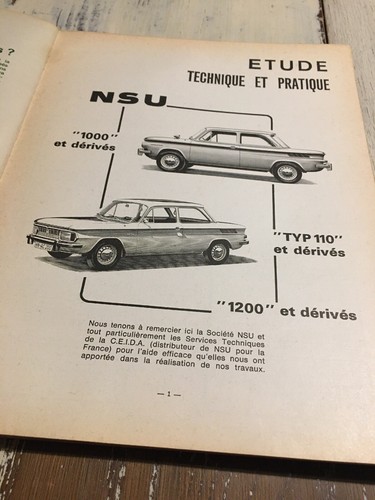 s ?
ETUDE
TECHNIQUE ET PRATIQUE
NSU
"1000"
et dérivés
"TYP 110"
et dérivés
"1200" et dérivés
Nous tenons à remercier ici la Société NSU et
tout particulièrement les Services Techniques
de la C.E.I.D.A. (distributeur de NSU pour la
France) pour l'aide efficace qu'elles nous ont
apportée dans la réalisation de nos travaux.
— 1 —